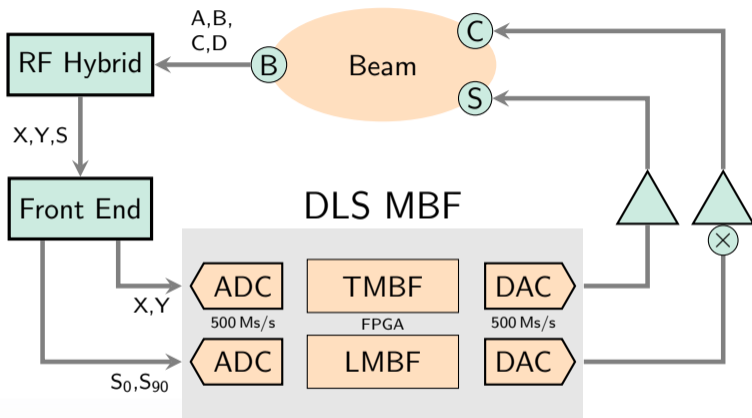 A,B,
C,D
RF Hybrid
B
Beam
C
S
X,Y,S
Front End
DLS MBF
ADC
TMBF
DAC
X,Y
500 Ms/s
FPGA
500 Ms/s
ADC
LMBF
DAC
S₀,S₉₀